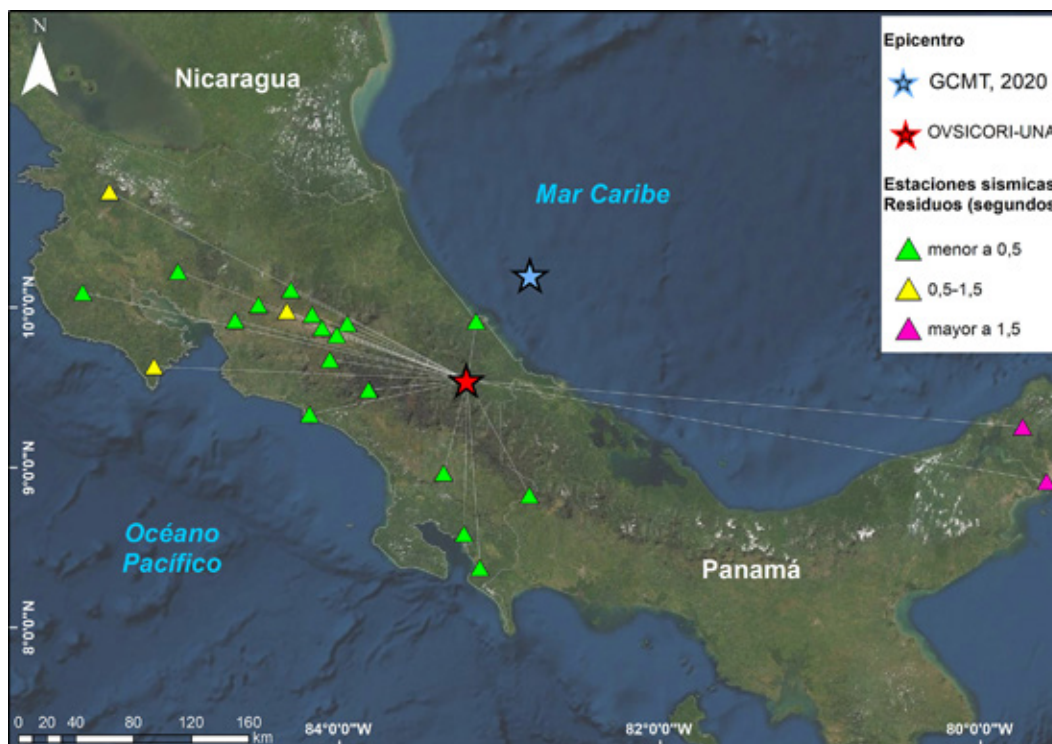 N
Nicaragua
Mar Caribe
Océano
Pacífico
Panamá
Epicentro
GCMT, 2020
OVSICORI-UNA
Estaciones sísmicas
Residuos (segundos
menor a 0,5
0,5-1,5
mayor a 1,5
10°0'0"N
9°0'0"N
8°0'0"N
0 20 40 80 120 160
km
84°0'0"W
82°0'0"W
80°0'0"W